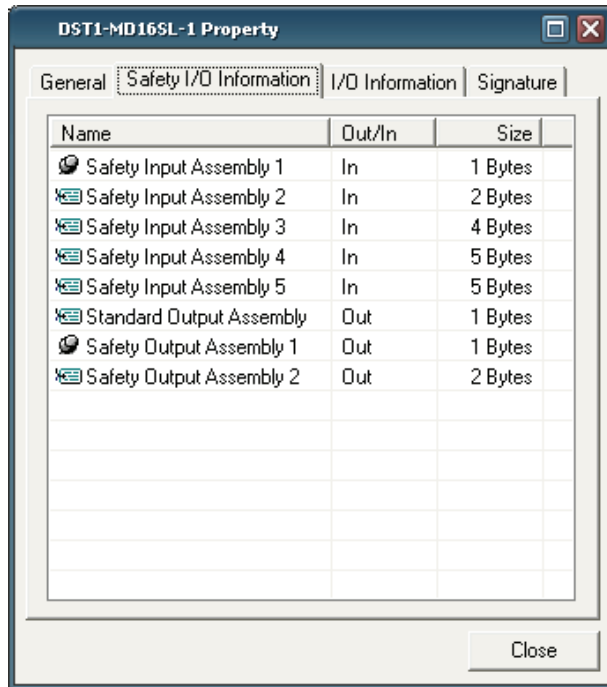 DST1-MD16SL-1 Property
General Safety I/O Information I/O Information Signature
Name Out/In Size
Safety Input Assembly 1 In 1 Bytes
Safety Input Assembly 2 In 2 Bytes
Safety Input Assembly 3 In 4 Bytes
Safety Input Assembly 4 In 5 Bytes
Safety Input Assembly 5 In 5 Bytes
Standard Output Assembly Out 1 Bytes
Safety Output Assembly 1 Out 1 Bytes
Safety Output Assembly 2 Out 2 Bytes
Close